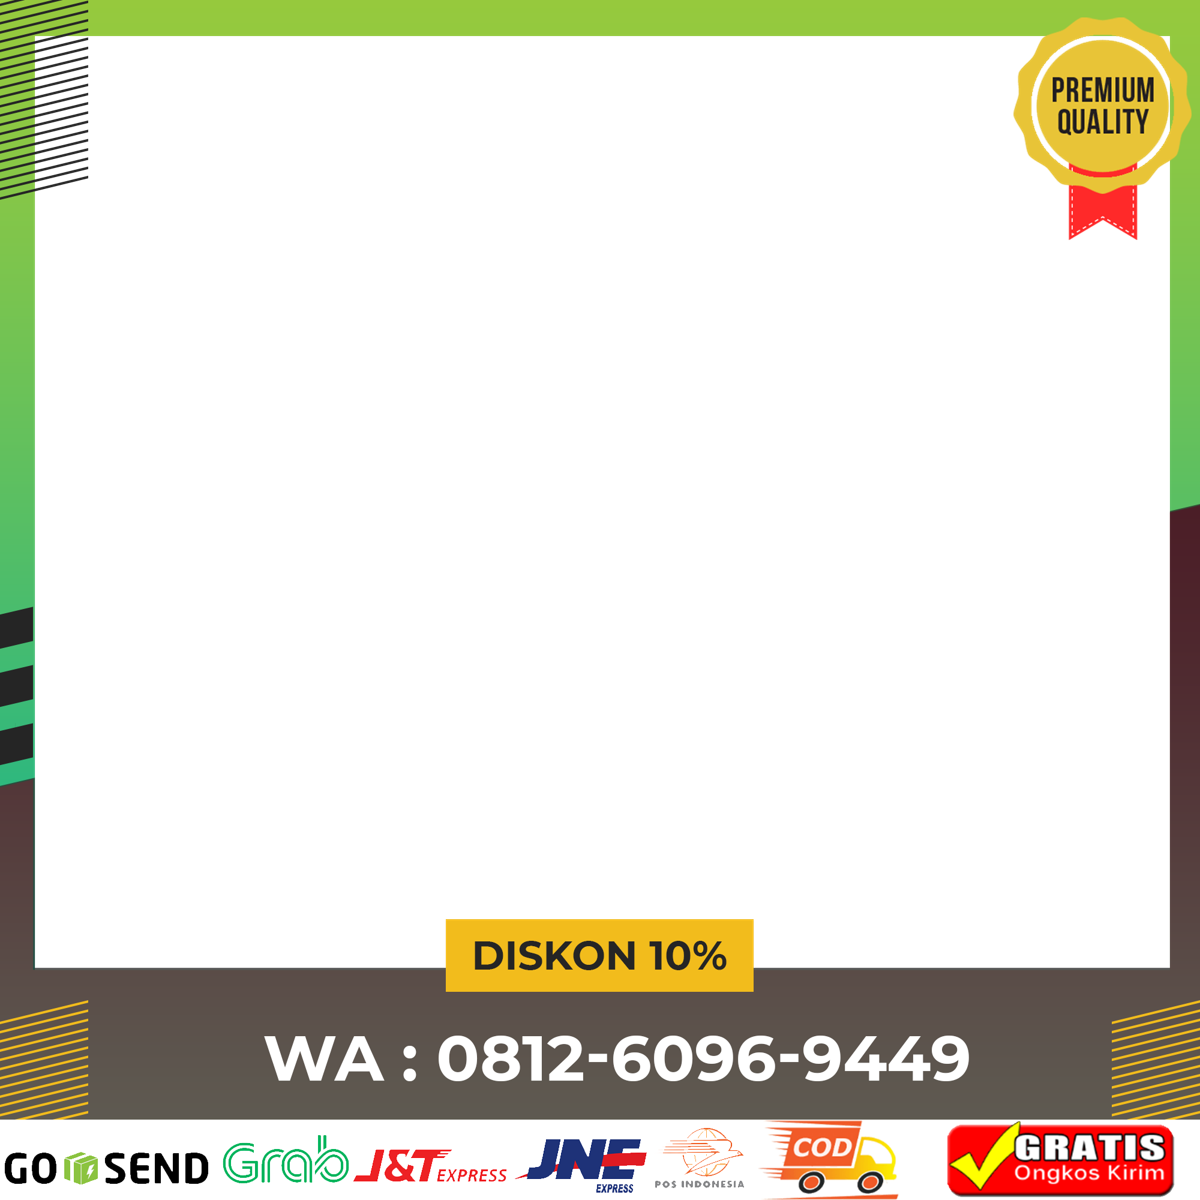 PREMIUM
QUALITY
DISKON 10%
WA : 0812-6096-9449
GO SEND Grab J&T EXPRESS JNE EXPRESS POS INDONESIA COD GRATIS
Ongkos Kirim